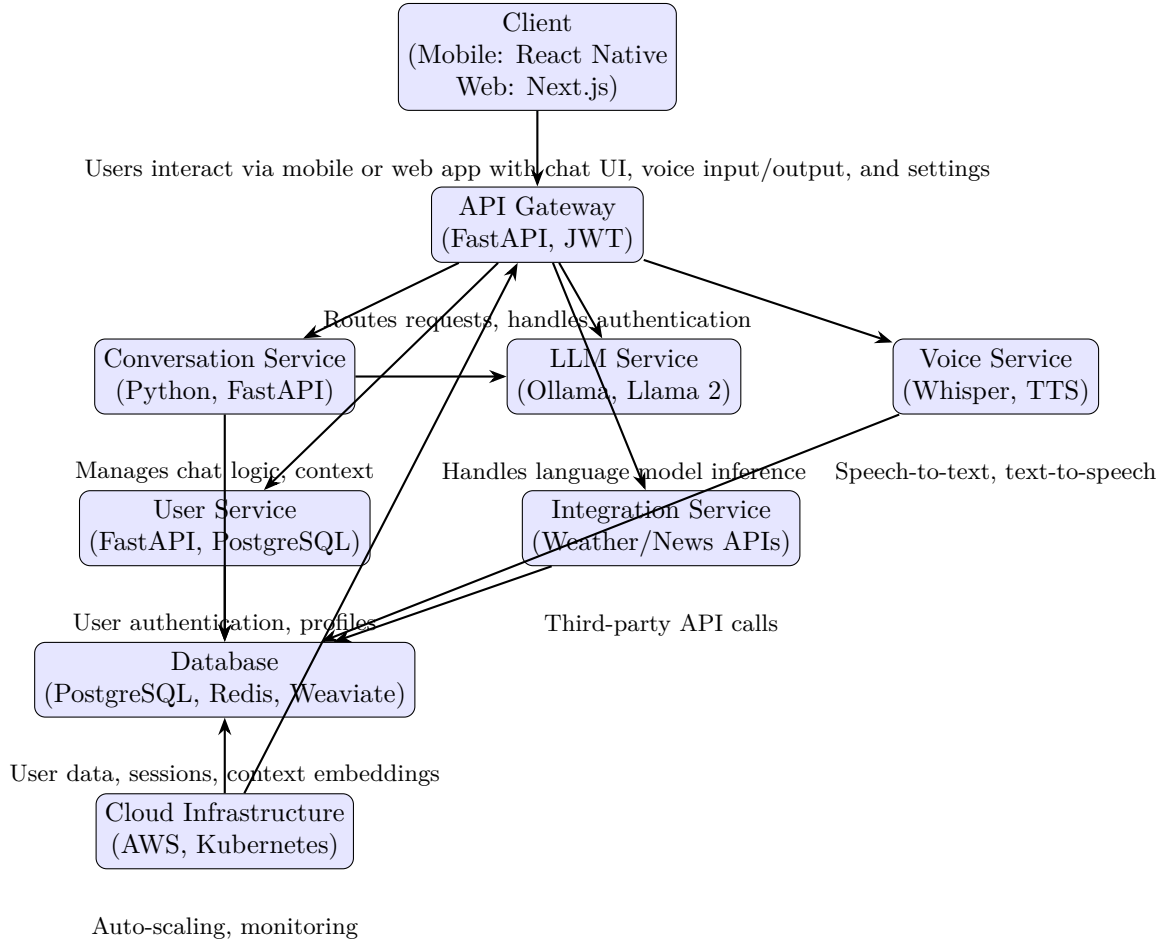 Client
(Mobile: React Native
Web: Next.js)
Users interact via mobile or web app with chat UI, voice input/output, and settings
API Gateway
(FastAPI, JWT)
Routes requests, handles authentication
Conversation Service
(Python, FastAPI)
LLM Service
(Ollama, Llama 2)
Voice Service
(Whisper, TTS)
Manages chat logic, context
Handles language model inference
Speech-to-text, text-to-speech
User Service
(FastAPI, PostgreSQL)
Integration Service
(Weather/News APIs)
User authentication, profiles
Third-party API calls
Database
(PostgreSQL, Redis, Weaviate)
User data, sessions, context embeddings
Cloud Infrastructure
(AWS, Kubernetes)
Auto-scaling, monitoring